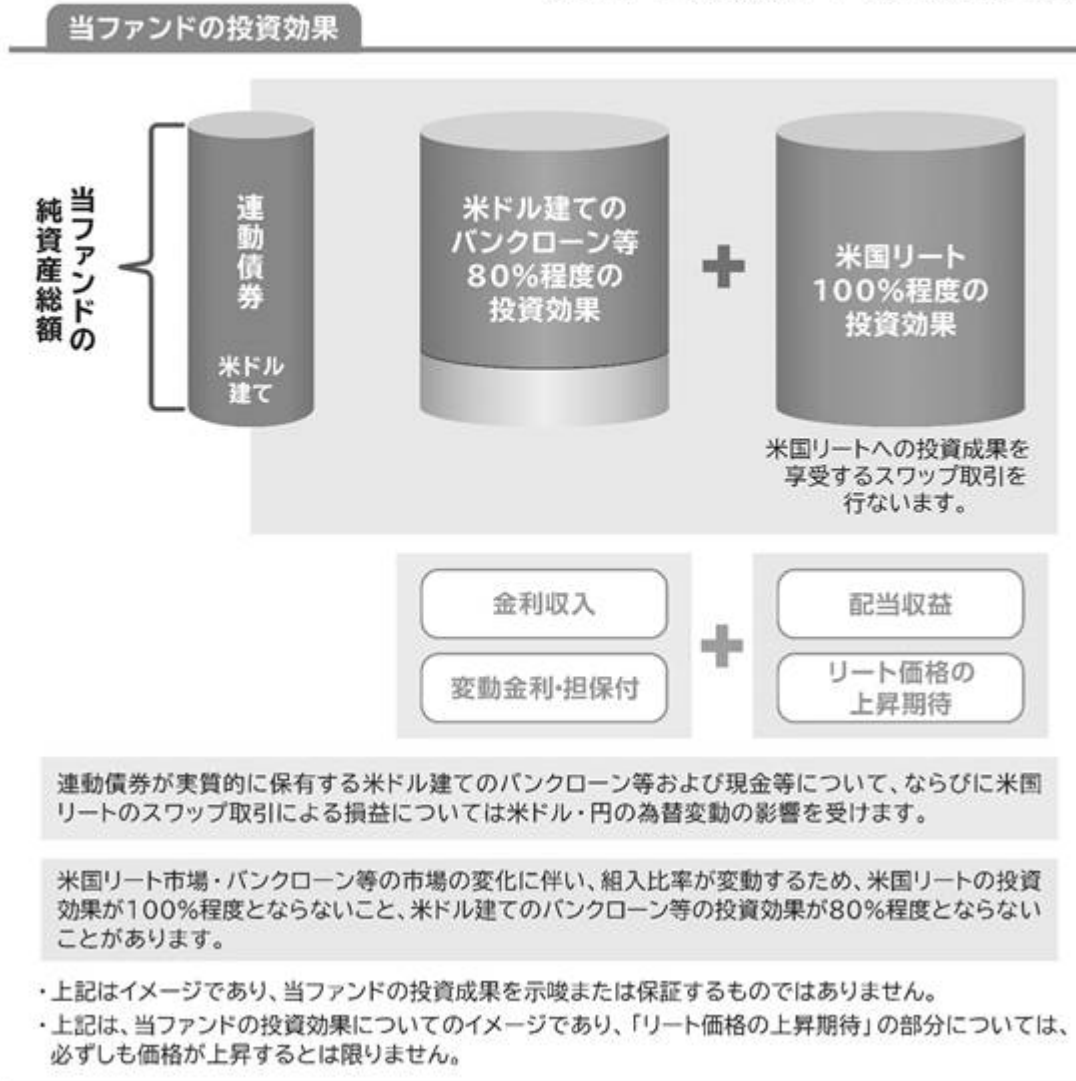 当ファンドの投資効果
当ファンドの
純資産総額
連動債券
米ドル
建て
米ドル建ての
バンクローン等
80%程度の
投資効果
+
米国リート
100%程度の
投資効果
米国リートへの投資成果を
享受するスワップ取引を
行ないます。
金利収入
変動金利・担保付
+
配当収益
リート価格の
上昇期待
連動債券が実質的に保有する米ドル建てのバンクローン等および現金等について、ならびに米国
リートのスワップ取引による損益については米ドル・円の為替変動の影響を受けます。
米国リート市場・バンクローン等の市場の変化に伴い、組入比率が変動するため、米国リートの投資
効果が100%程度とならないこと、米ドル建てのバンクローン等の投資効果が80%程度とならない
ことがあります。
・上記はイメージであり、当ファンドの投資成果を示唆または保証するものではありません。
・上記は、当ファンドの投資効果についてのイメージであり、「リート価格の上昇期待」の部分については、
必ずしも価格が上昇するとは限りません。